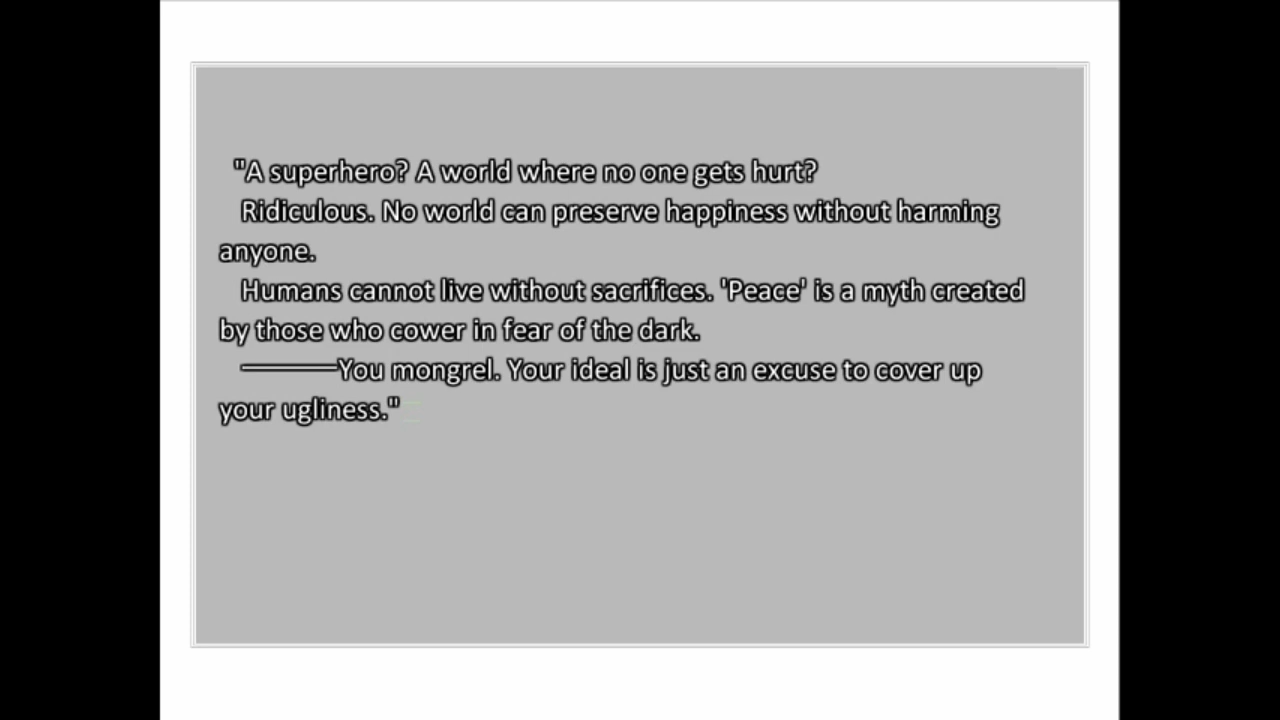 "A superhero? A world where no one gets hurt?
Ridiculous. No world can preserve happiness without harming
anyone.
Humans cannot live without sacrifices. 'Peace' is a myth created
by those who cower in fear of the dark.
————You mongrel. Your ideal is just an excuse to cover up
your ugliness."